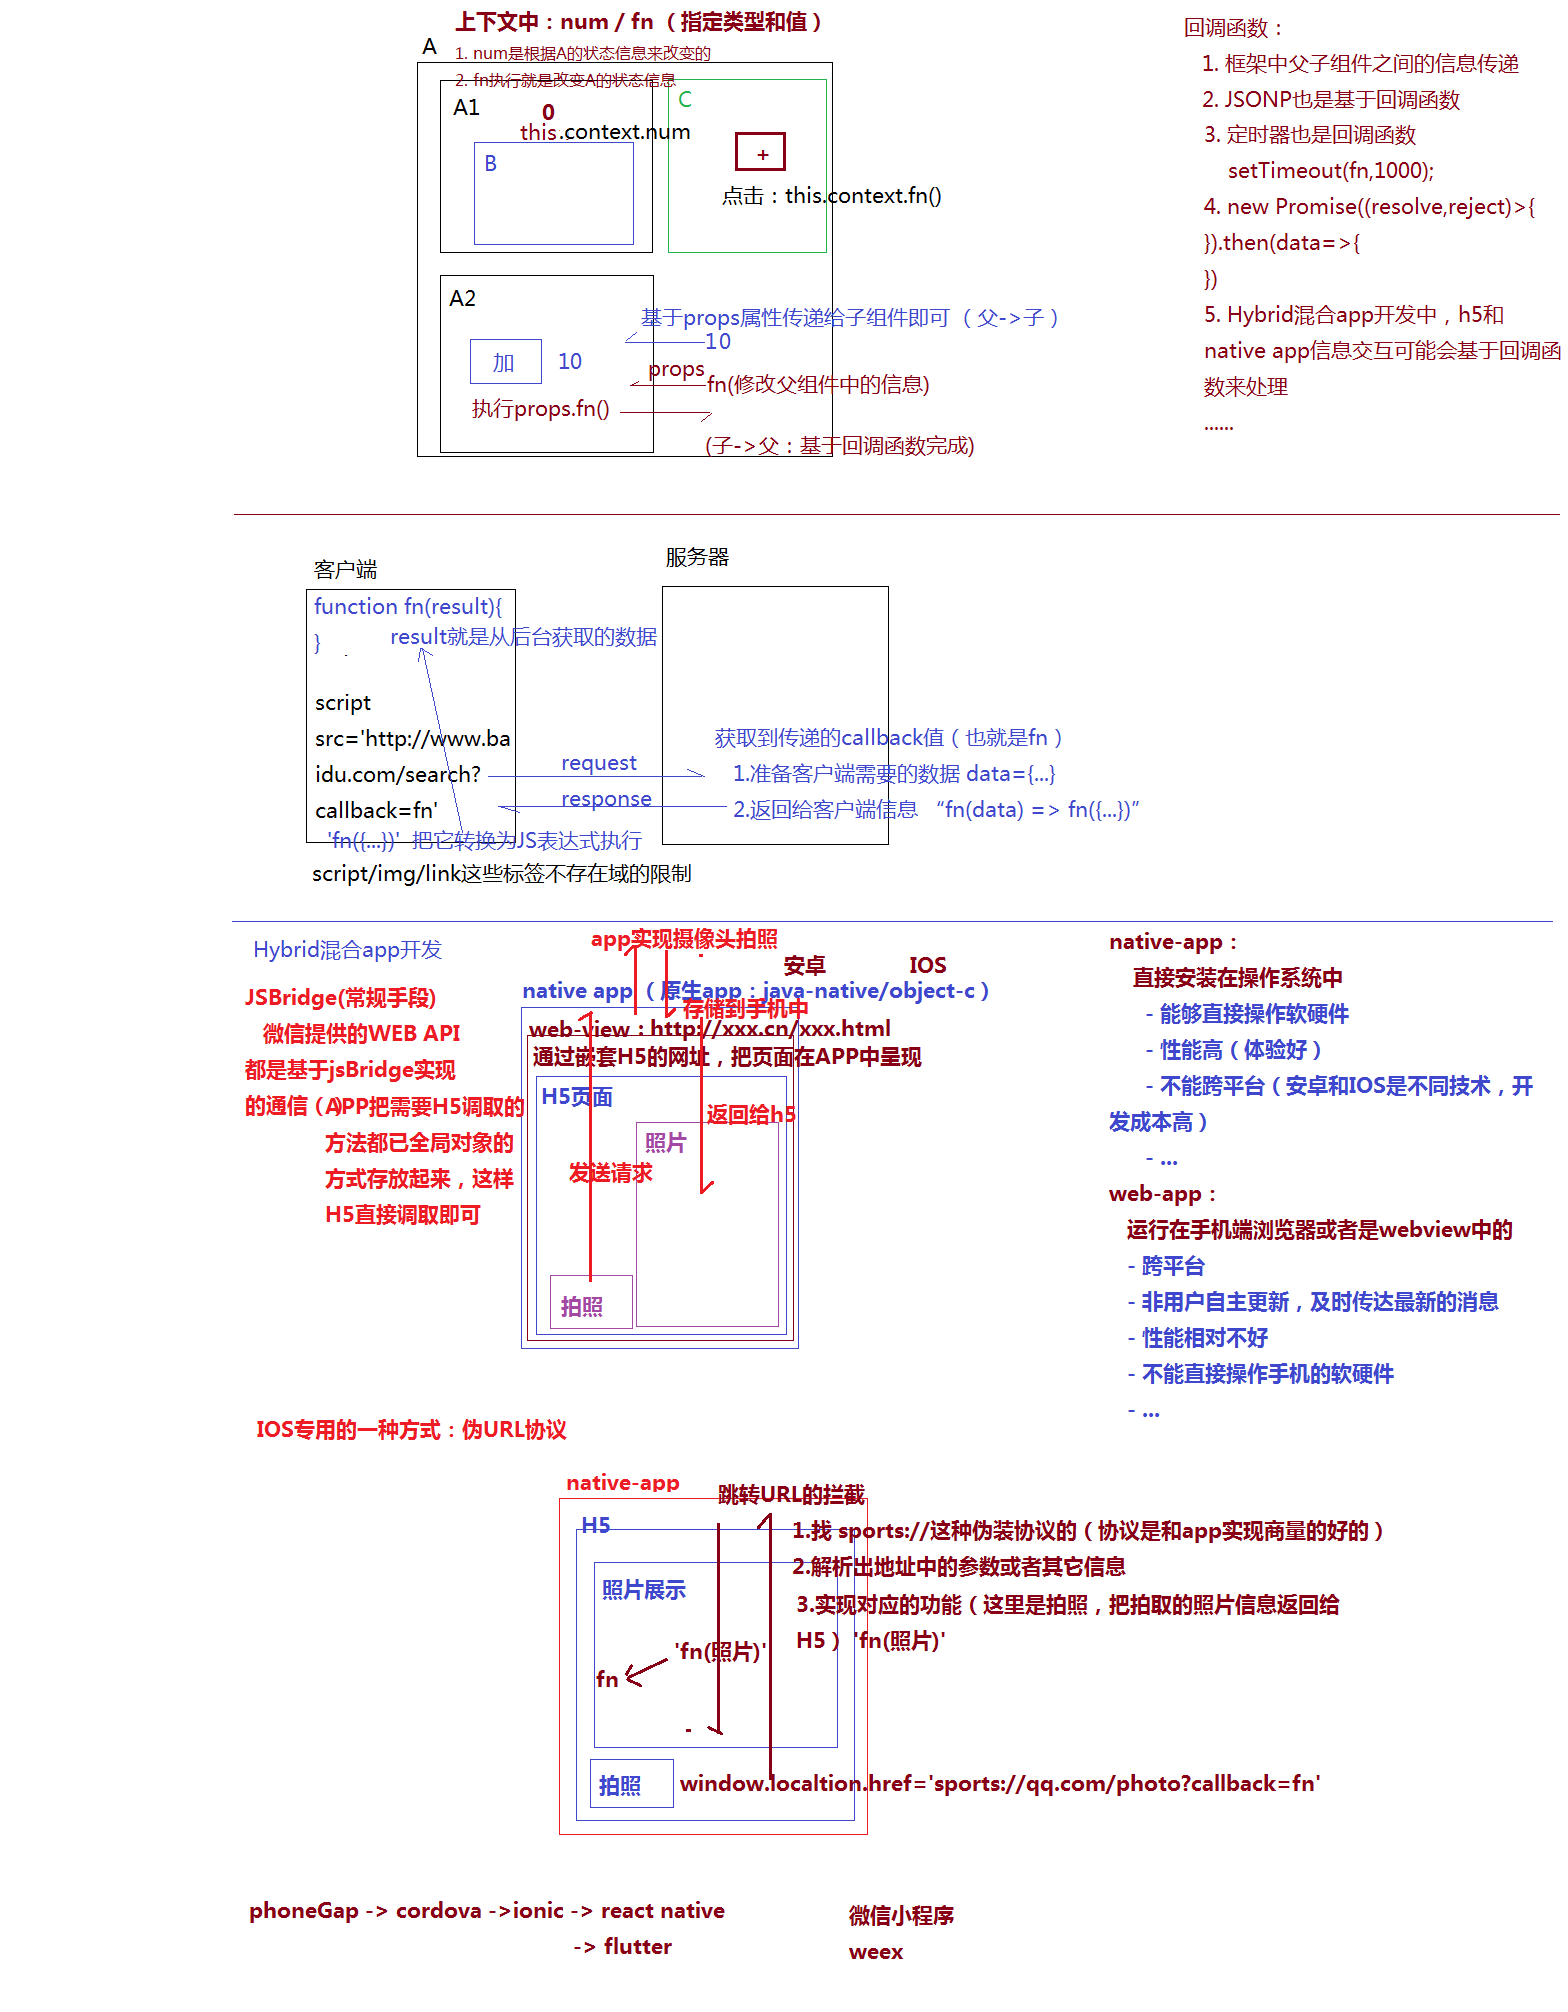 上下文中：num / fn （指定类型和值）
A
1. num是根据A的状态信息来改变的
2. fn执行就是改变A的状态信息
A1
0
this.context.num
B
C
+
点击：this.context.fn()
A2
基于props属性传递给子组件即可 （ 父->子 ）
10
加
10
props
fn(修改父组件中的信息)
执行props.fn()
(子->父：基于回调函数完成)
回调函数：
1. 框架中父子组件之间的信息传递
2. JSONP也是基于回调函数
3. 定时器也是回调函数
setTimeout(fn,1000);
4. new Promise((resolve,reject)>{
}).then(data=>{
})
5. Hybrid混合app开发中，h5和
native app信息交互可能会基于回调函
数来处理
......
客户端
服务器
function fn(result){
}
result就是从后台获取的数据
script
src='http://www.ba
idu.com/search?
callback=fn'
'fn({...})' 把它转换为JS表达式执行
request
response
获取到传递的callback值（也就是fn）
1.准备客户端需要的数据 data={...}
2.返回给客户端信息 “fn(data) => fn({...})”
script/img/link这些标签不存在域的限制
Hybrid混合app开发
JSBridge(常规手段)
微信提供的WEB API
都是基于jsBridge实现
的通信（）
APP把需要H5调取的
方法都已全局对象的
方式存放起来，这样
H5直接调取即可
app实现摄像头拍照
安卓
IOS
native app （原生app：java-native/object-c）
存储到手机中
web-view：http://xxx.cn/xxx.html
通过嵌套H5的网址，把页面在APP中呈现
H5页面
返回给h5
照片
发送请求
拍照
native-app：
直接安装在操作系统中
- 能够直接操作软硬件
- 性能高（体验好）
- 不能跨平台（安卓和IOS是不同技术，开
发成本高）
- ...
web-app：
运行在手机端浏览器或者是webview中的
- 跨平台
- 非用户自主更新，及时传达最新的消息
- 性能相对不好
- 不能直接操作手机的软硬件
- ...
IOS专用的一种方式：伪URL协议
native-app
跳转URL的拦截
H5
1.找 sports://这种伪装协议的（协议是和app实现商量的好的）
2.解析出地址中的参数或者其它信息
3.实现对应的功能（这里是拍照，把拍取的照片信息返回给
H5） 'fn(照片)'
照片展示
'fn(照片)'
fn
拍照
window.localtion.href='sports://qq.com/photo?callback=fn'
phoneGap -> cordova ->ionic -> react native
-> flutter
微信小程序
weex